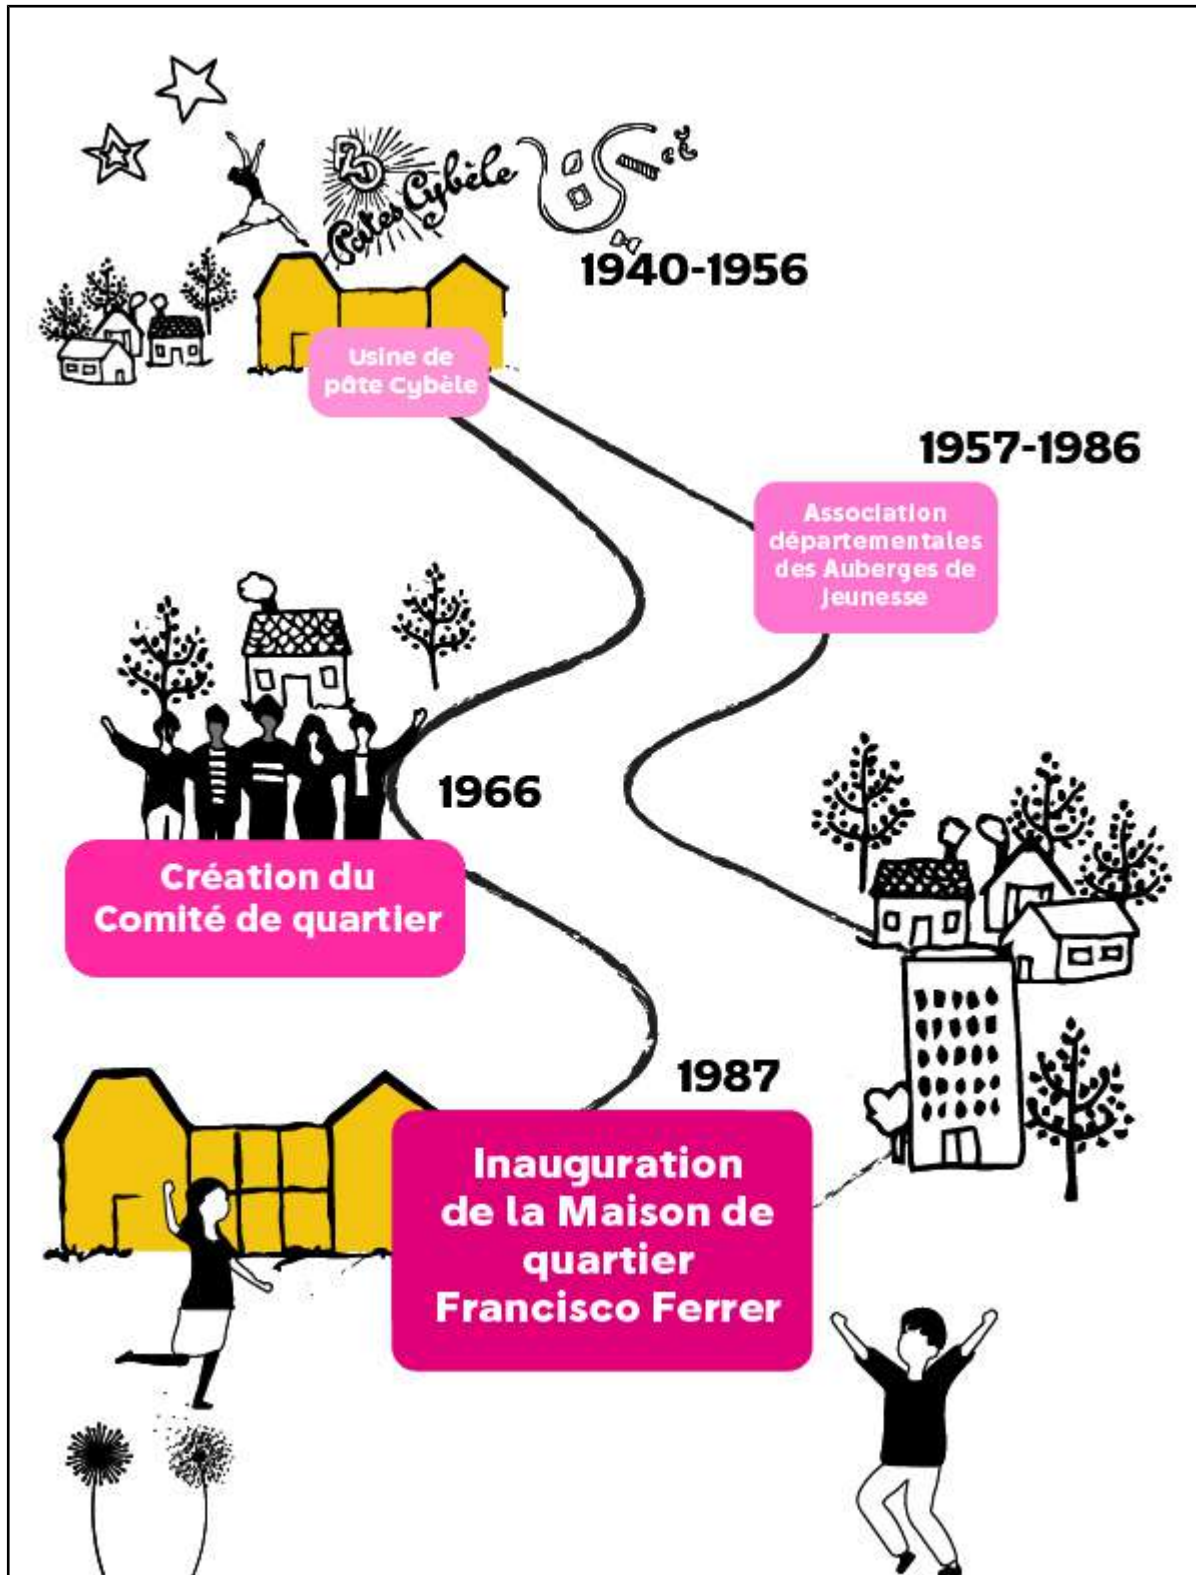 Pates Cybèle
1940-1956
Usine de
pâte Cybèle
1957-1986
Association
départementales
des Auberges de
Jeunesse
1966
Création du
Comité de quartier
1987
Inauguration
de la Maison de
quartier
Francisco Ferrer